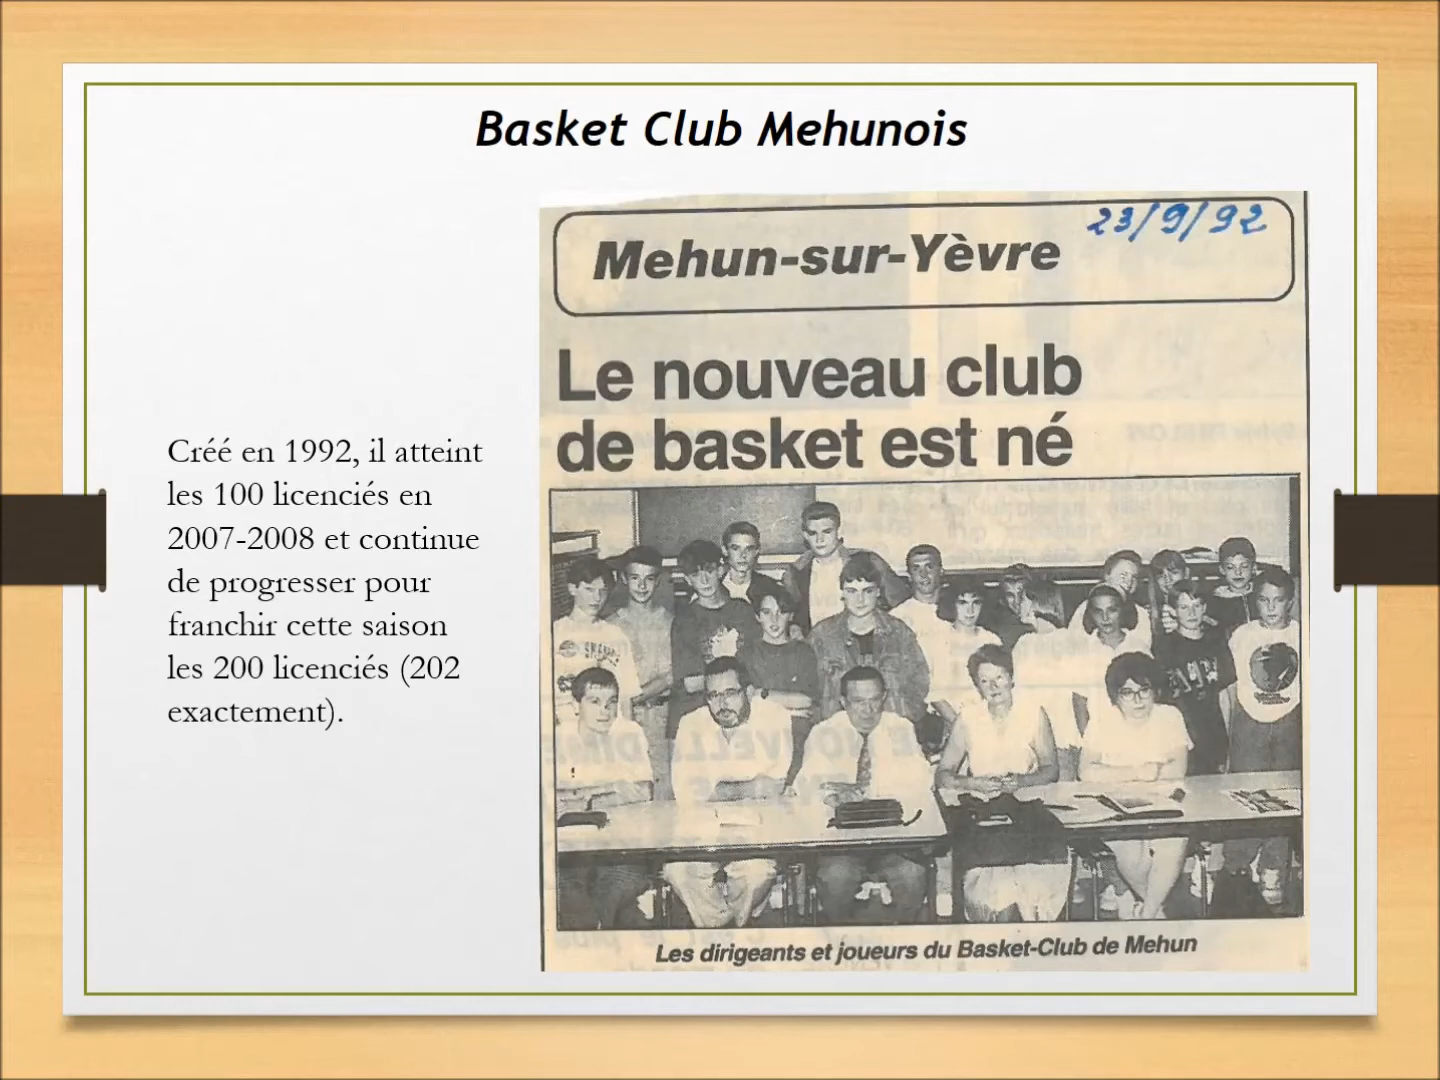 Basket Club Mehunois
23/9/92
Mehun-sur-Yèvre
Le nouveau club
de basket est né
Créé en 1992, il atteint
les 100 licenciés en
2007-2008 et continue
de progresser pour
franchir cette saison
les 200 licenciés (202
exactement).
Les dirigeants et joueurs du Basket-Club de Mehun